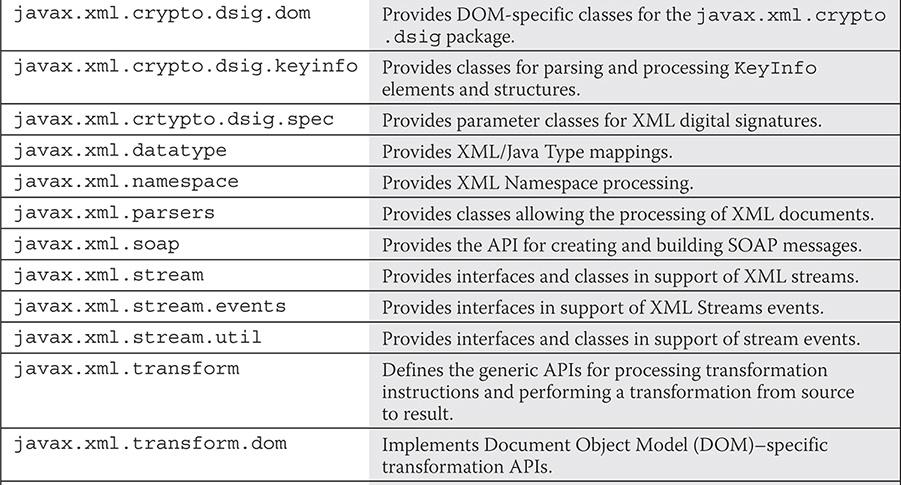 javax.xml.crypto.dsig.dom Provides DOM-specific classes for the javax.xml.crypto
.dsig package.
javax.xml.crypto.dsig.keyinfo Provides classes for parsing and processing KeyInfo
elements and structures.
javax.xml.crtypto.dsig.spec Provides parameter classes for XML digital signatures.
javax.xml.datatype Provides XML/Java Type mappings.
javax.xml.namespace Provides XML Namespace processing.
javax.xml.parsers Provides classes allowing the processing of XML documents.
javax.xml.soap Provides the API for creating and building SOAP messages.
javax.xml.stream Provides interfaces and classes in support of XML streams.
javax.xml.stream.events Provides interfaces in support of XML Streams events.
javax.xml.stream.util Provides interfaces and classes in support of stream events.
javax.xml.transform Defines the generic APIs for processing transformation
instructions and performing a transformation from source
to result.
javax.xml.transform.dom Implements Document Object Model (DOM)–specific
transformation APIs.